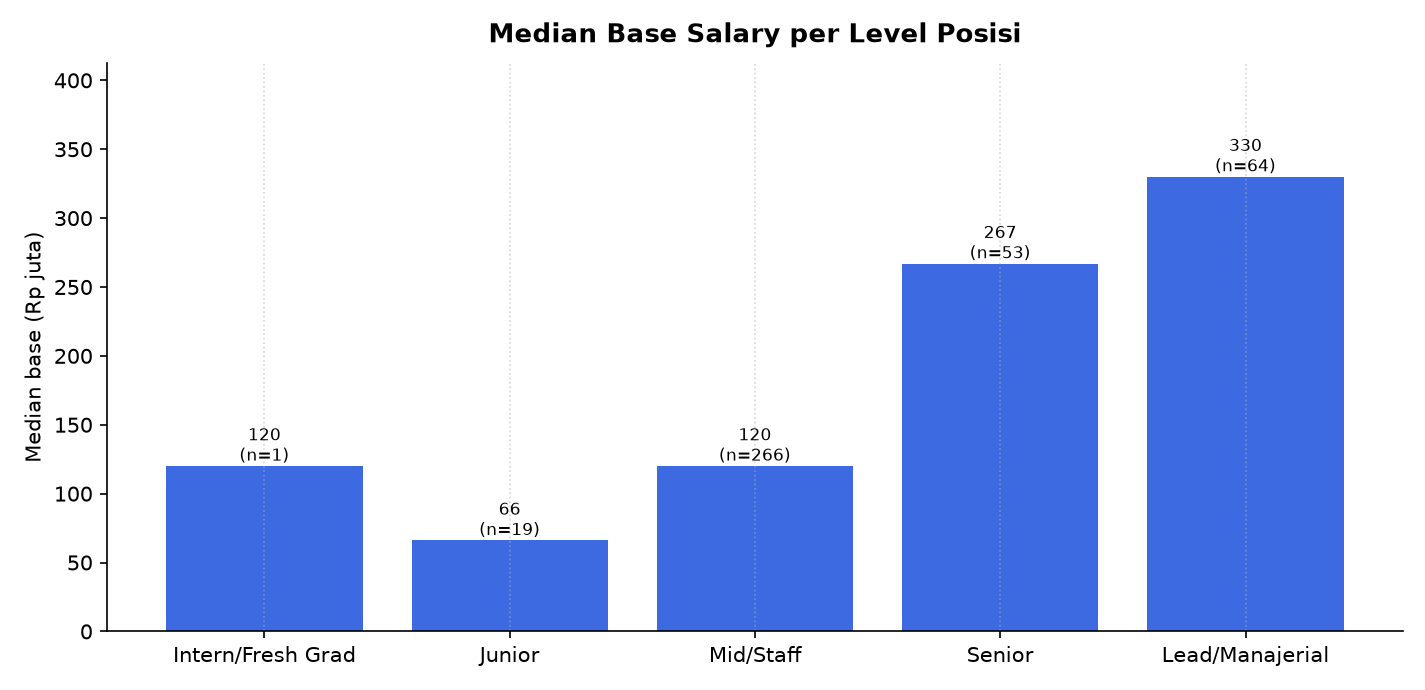 Median Base Salary per Level Posisi
Median base (Rp juta)
400
350
300
250
200
150
100
50
0
120
(n=1)
66
(n=19)
120
(n=266)
267
(n=53)
330
(n=64)
Intern/Fresh Grad
Junior
Mid/Staff
Senior
Lead/Manajerial